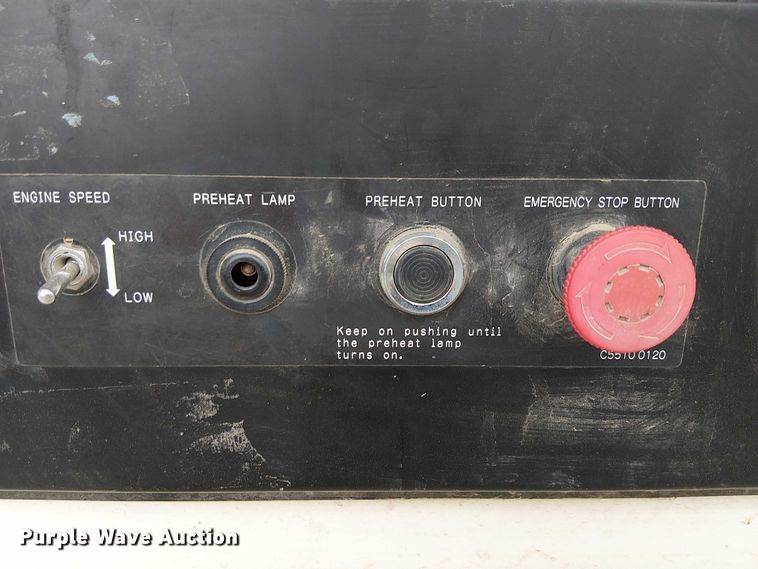 ENGINE SPEED
HIGH
LOW
PREHEAT LAMP
PREHEAT BUTTON
Keep on pushing until
the preheat lamp
turns on.
EMERGENCY STOP BUTTON
Purple Wave Auction